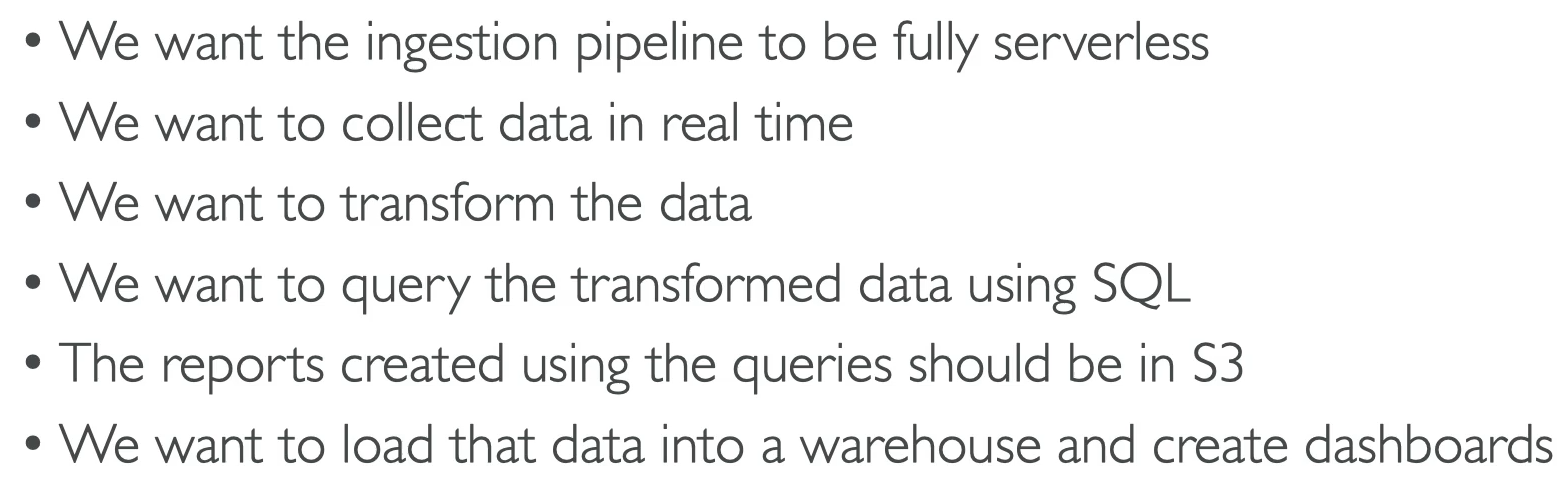 • We want the ingestion pipeline to be fully serverless
• We want to collect data in real time
• We want to transform the data
• We want to query the transformed data using SQL
• The reports created using the queries should be in S3
• We want to load that data into a warehouse and create dashboards